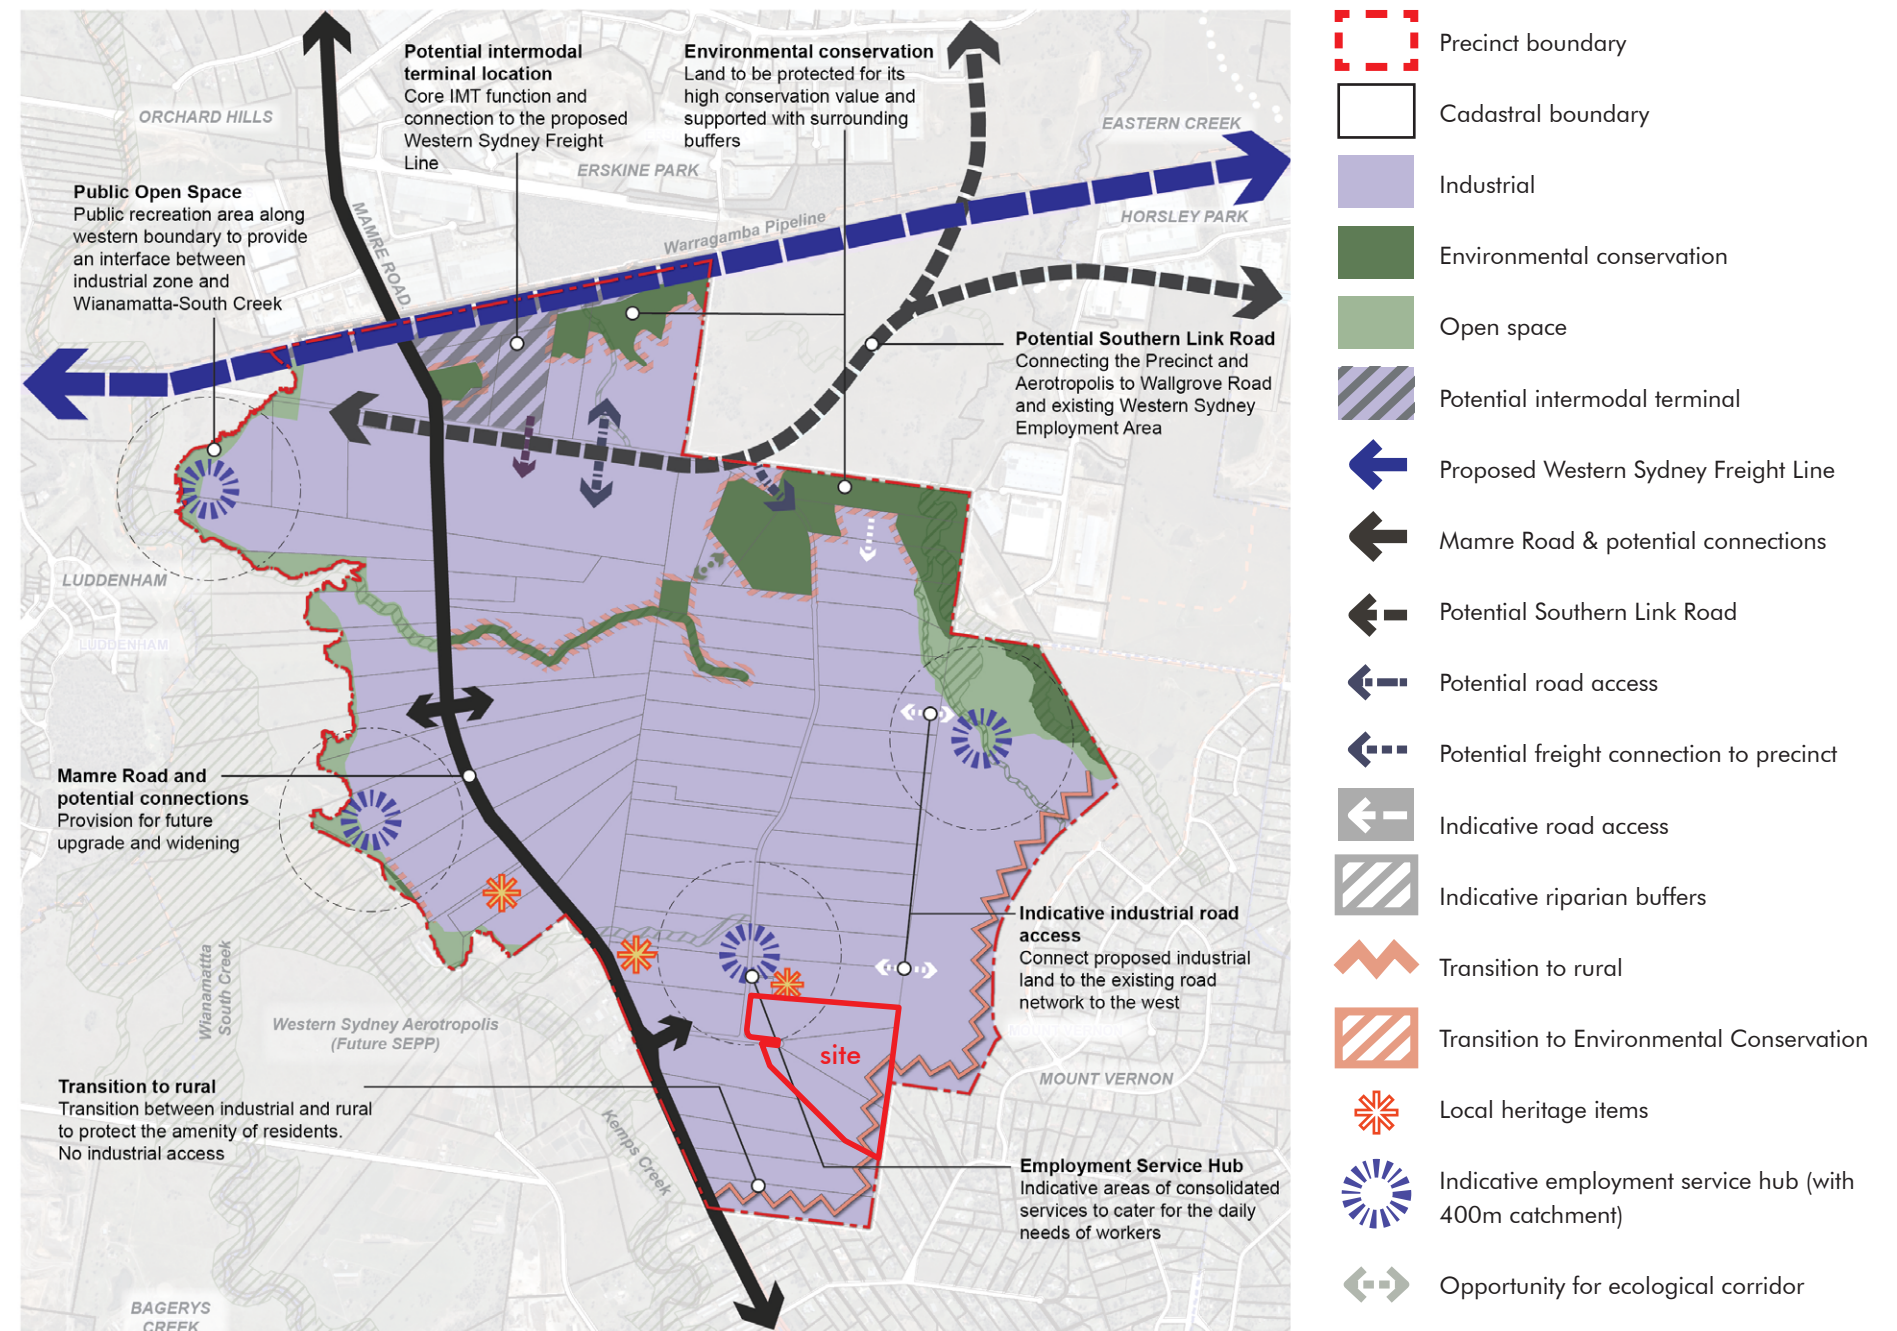 ORCHARD HILLS
Potential intermodal
terminal location
Core IMT function and
connection to the proposed
Western Sydney Freight
Line
Environmental conservation
Land to be protected for its
high conservation value and
supported with surrounding
buffers
EASTERN CREEK
ERSKINE PARK
HORSLEY PARK
Public Open Space
Public recreation area along
western boundary to provide
an interface between
industrial zone and
Wianamatta-South Creek
MAMRE ROAD
Warragamba Pipeline
Potential Southern Link Road
Connecting the Precinct and
Aerotropolis to Wallgrove Road
and existing Western Sydney
Employment Area
LUDDENHAM
LUDDENHAM
Mamre Road and
potential connections
Provision for future
upgrade and widening
Indicative industrial road
access
Connect proposed industrial
land to the existing road
network to the west
Wianamattta
South Creek
Western Sydney Aerotropolis
(Future SEPP)
site
MOUNT VERNON
Transition to rural
Transition between industrial and rural
to protect the amenity of residents.
No industrial access
Kemps Creek
Employment Service Hub
Indicative areas of consolidated
services to cater for the daily
needs of workers
BAGERYS
CREEK
Precinct boundary
Cadastral boundary
Industrial
Environmental conservation
Open space
Potential intermodal terminal
Proposed Western Sydney Freight Line
Mamre Road & potential connections
Potential Southern Link Road
Potential road access
Potential freight connection to precinct
Indicative road access
Indicative riparian buffers
Transition to rural
Transition to Environmental Conservation
Local heritage items
Indicative employment service hub (with
400m catchment)
Opportunity for ecological corridor